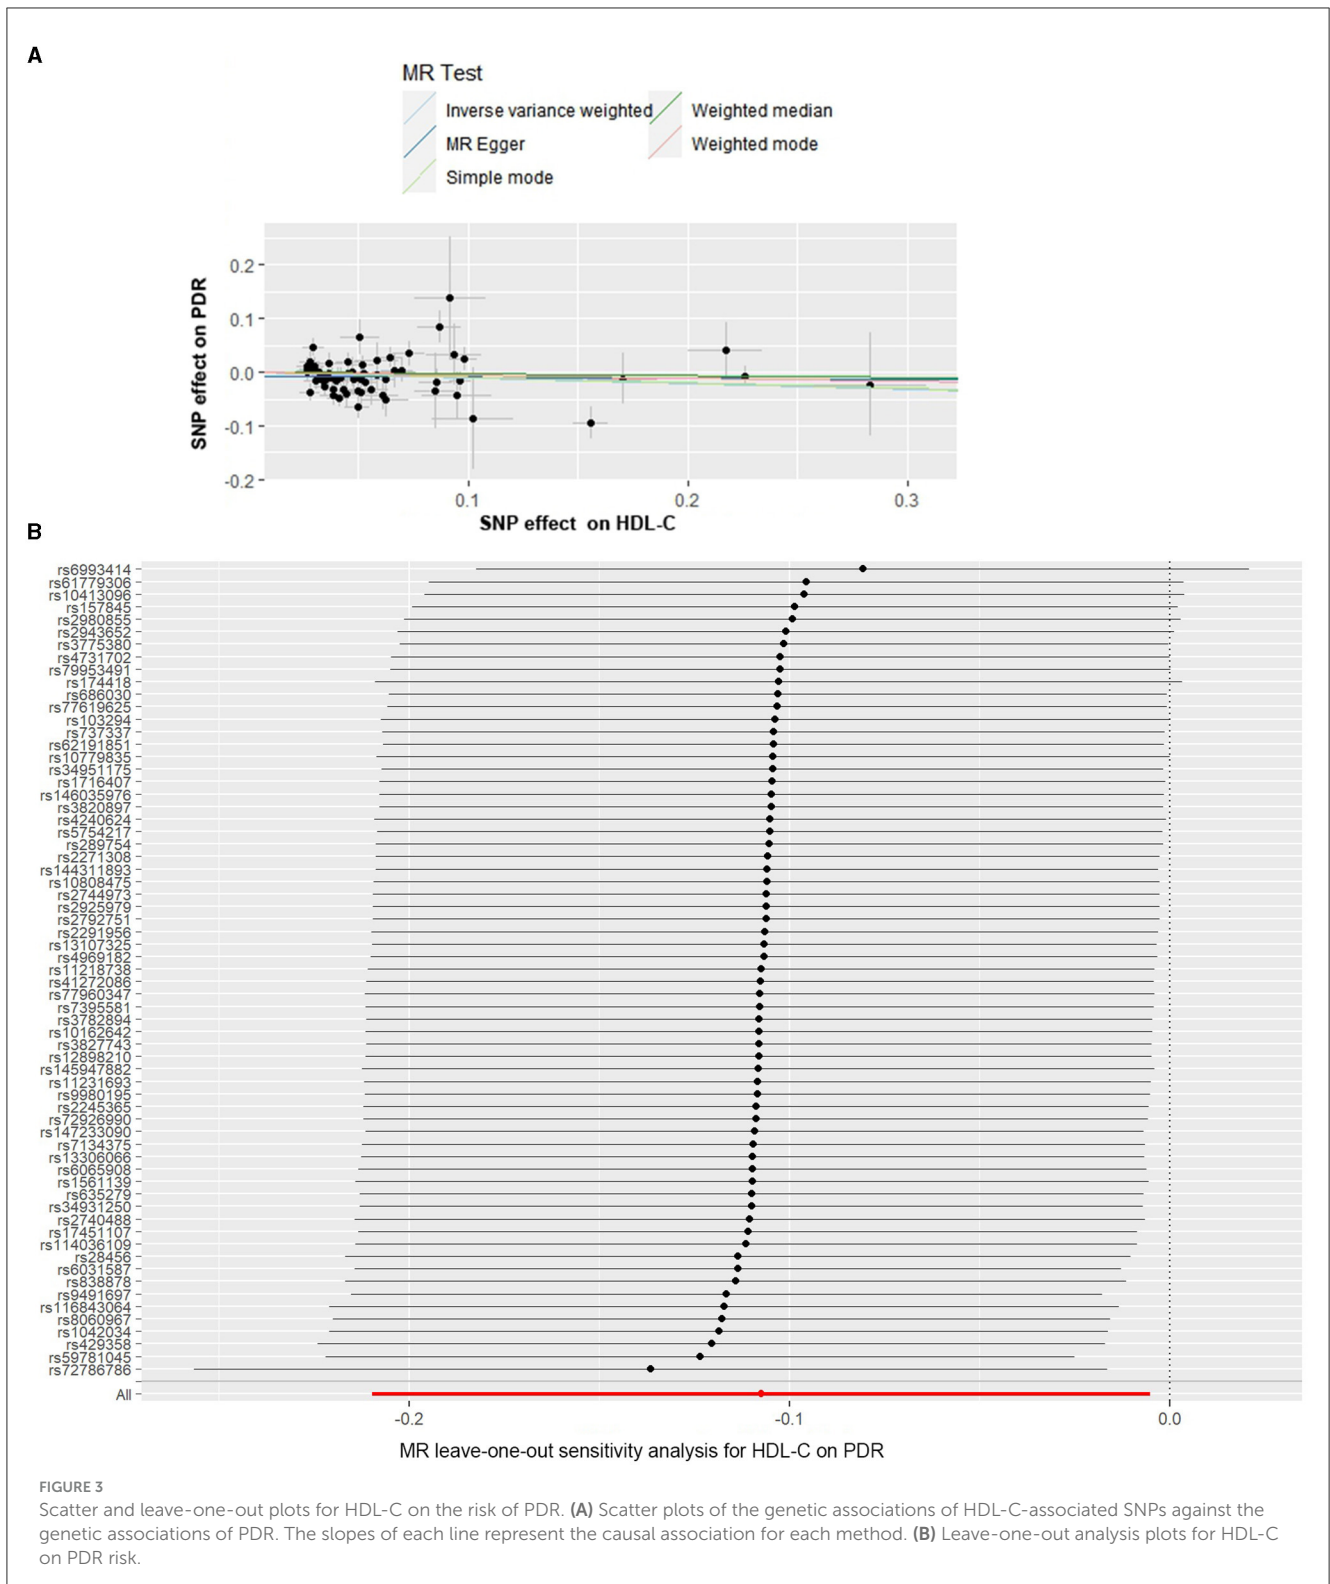 A
MR Test
Inverse variance weighted
Weighted median
MR Egger
Weighted mode
Simple mode
SNP effect on PDR
0.2
0.1
0.0
-0.1
-0.2
0.1
0.2
0.3
SNP effect on HDL-C
B
rs6993414
rs61779306
rs10413096
rs157845
rs2980855
rs2943652
rs3775380
rs4731702
rs79953491
rs174418
rs686030
rs77619625
rs103294
rs737337
rs62191851
rs10779835
rs34951175
rs1716407
rs146035976
rs3820897
rs4240624
rs5754217
rs289754
rs2271308
rs144311893
rs10808475
rs2744973
rs2925979
rs2792751
rs2291956
rs13107325
rs4969182
rs11218738
rs41272086
rs77960347
rs7395581
rs3782894
rs10162642
rs3827743
rs12898210
rs145947882
rs11231693
rs9980195
rs2245365
rs72926990
rs147233090
rs7134375
rs13306066
rs6065908
rs1561139
rs635279
rs34931250
rs2740488
rs17451107
rs114036109
rs28456
rs6031587
rs838878
rs9491697
rs116843064
rs8060967
rs1042034
rs429358
rs59781045
rs72786786
All
-0.2
-0.1
0.0
MR leave-one-out sensitivity analysis for HDL-C on PDR
FIGURE 3
Scatter and leave-one-out plots for HDL-C on the risk of PDR. (A) Scatter plots of the genetic associations of HDL-C-associated SNPs against the
genetic associations of PDR. The slopes of each line represent the causal association for each method. (B) Leave-one-out analysis plots for HDL-C
on PDR risk.